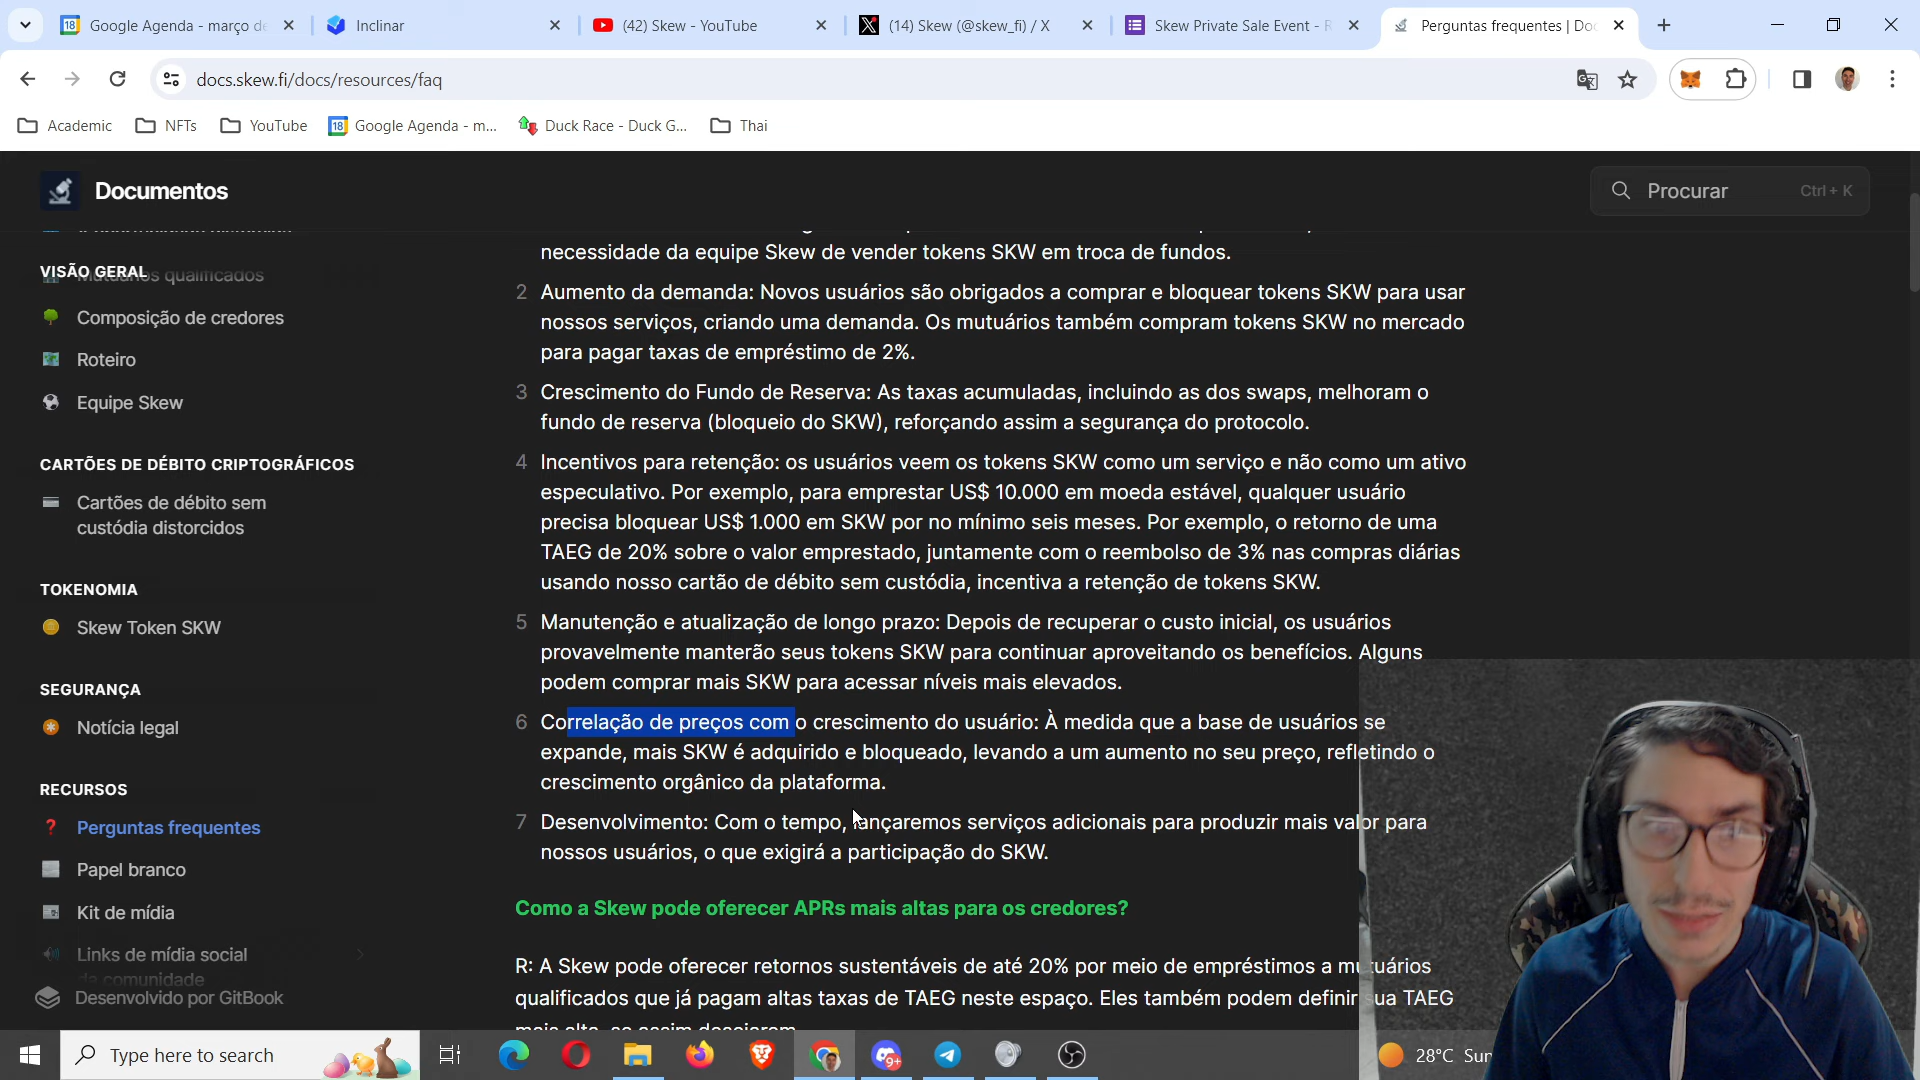 Google Agenda - março de
Inclinar
(42) Skew - YouTube
(14) Skew (@skew_fi) / X
Skew Private Sale Event - R
Perguntas frequentes | Doc
docs.skew.fi/docs/resources/faq
Academic
NFTs
YouTube
Google Agenda - m...
Duck Race - Duck G...
Thai
Documentos
Procurar
Ctrl + K
VISÃO GERAL
Mutuários qualificados
Composição de credores
Roteiro
Equipe Skew
CARTÕES DE DÉBITO CRIPTOGRÁFICOS
Cartões de débito sem
custódia distorcidos
TOKENOMIA
Skew Token SKW
SEGURANÇA
Notícia legal
RECURSOS
Perguntas frequentes
Papel branco
Kit de mídia
Links de mídia social
da comunidade
Desenvolvido por GitBook
necessidade da equipe Skew de vender tokens SKW em troca de fundos.
2 Aumento da demanda: Novos usuários são obrigados a comprar e bloquear tokens SKW para usar
nossos serviços, criando uma demanda. Os mutuários também compram tokens SKW no mercado
para pagar taxas de empréstimo de 2%.
3 Crescimento do Fundo de Reserva: As taxas acumuladas, incluindo as dos swaps, melhoram o
fundo de reserva (bloqueio do SKW), reforçando assim a segurança do protocolo.
4 Incentivos para retenção: os usuários veem os tokens SKW como um serviço e não como um ativo
especulativo. Por exemplo, para emprestar US$ 10.000 em moeda estável, qualquer usuário
precisa bloquear US$ 1.000 em SKW por no mínimo seis meses. Por exemplo, o retorno de uma
TAEG de 20% sobre o valor emprestado, juntamente com o reembolso de 3% nas compras diárias
usando nosso cartão de débito sem custódia, incentiva a retenção de tokens SKW.
5 Manutenção e atualização de longo prazo: Depois de recuperar o custo inicial, os usuários
provavelmente manterão seus tokens SKW para continuar aproveitando os benefícios. Alguns
podem comprar mais SKW para acessar níveis mais elevados.
6 Correlação de preços com o crescimento do usuário: À medida que a base de usuários se
expande, mais SKW é adquirido e bloqueado, levando a um aumento no seu preço, refletindo o
crescimento orgânico da plataforma.
7 Desenvolvimento: Com o tempo, lançaremos serviços adicionais para produzir mais valor para
nossos usuários, o que exigirá a participação do SKW.
Como a Skew pode oferecer APRs mais altas para os credores?
R: A Skew pode oferecer retornos sustentáveis de até 20% por meio de empréstimos a mutuários
qualificados que já pagam altas taxas de TAEG neste espaço. Eles também podem definir sua TAEG
mais alta, se assim desejarem.
Type here to search
9+
28°C Sun